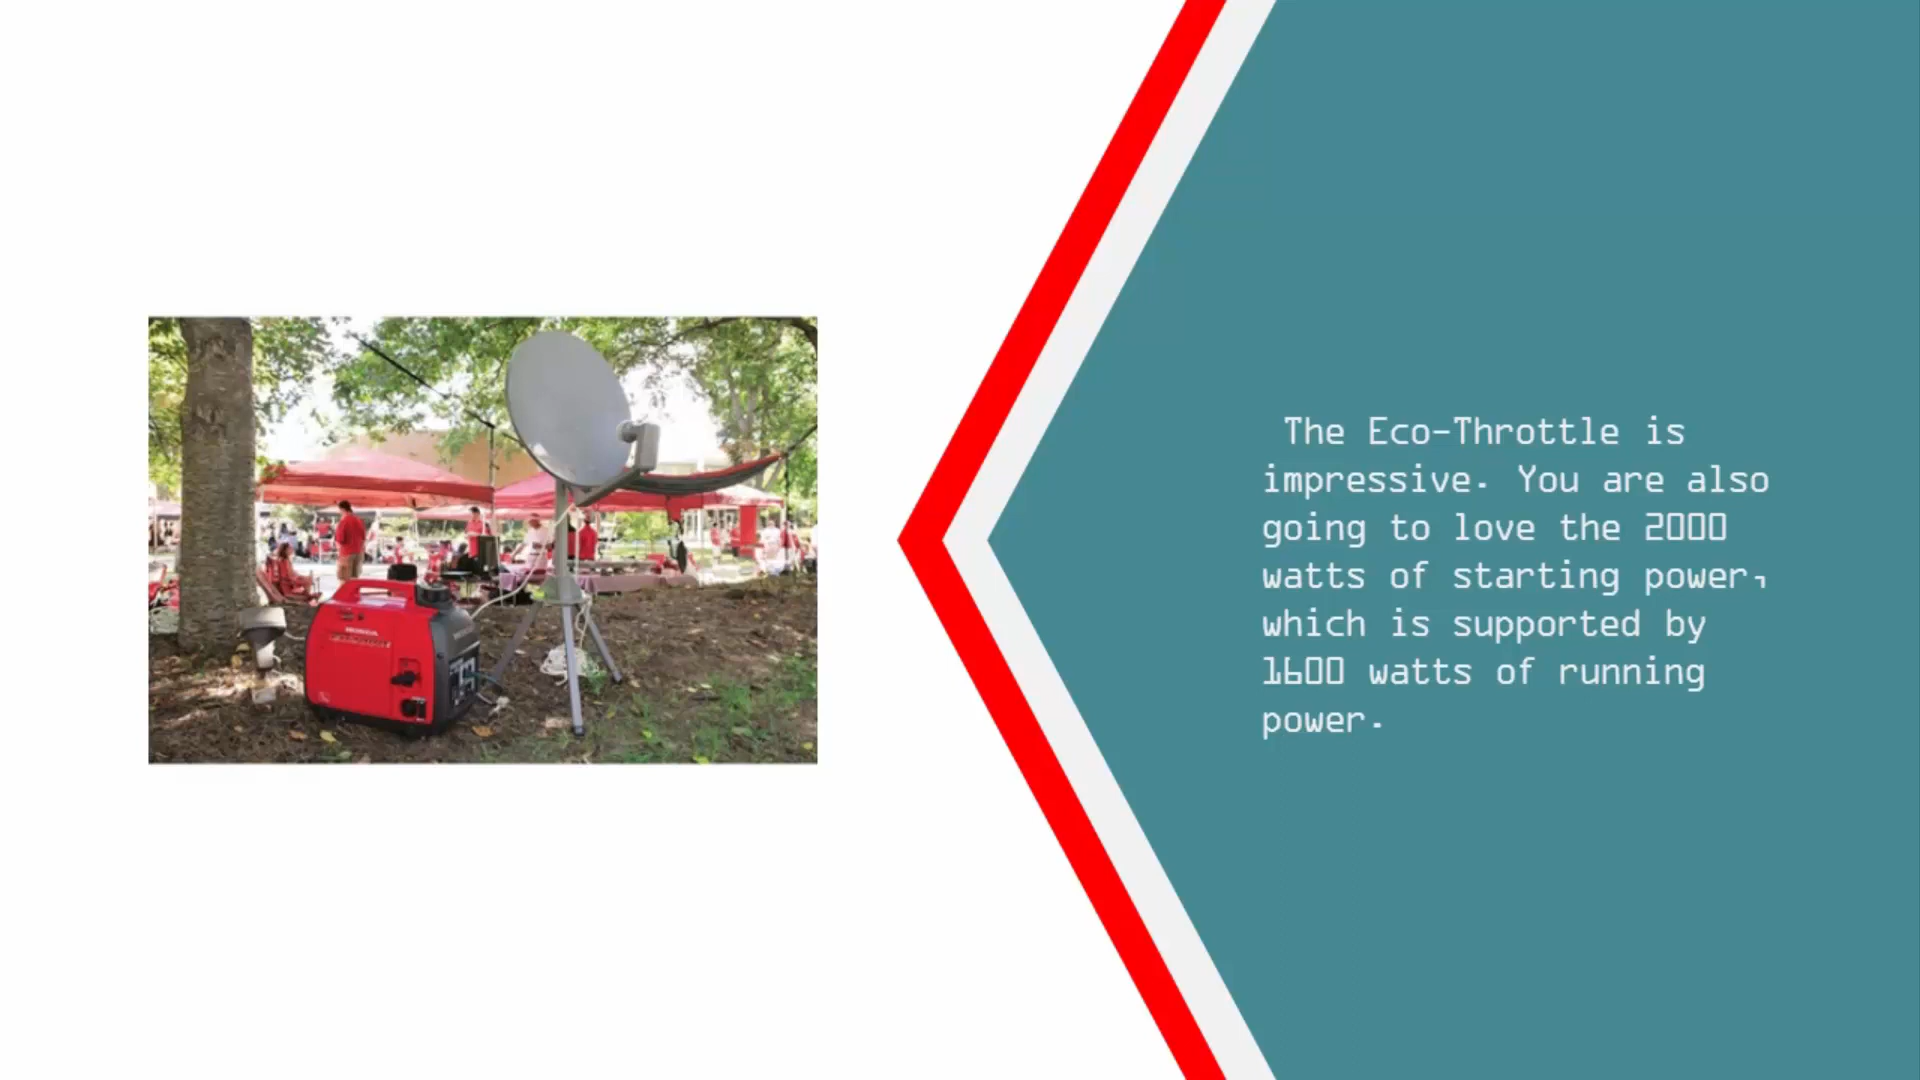 The Eco-Throttle is
impressive. You are also
going to love the 2000
watts of starting power,
which is supported by
1600 watts of running
power.
HONDA